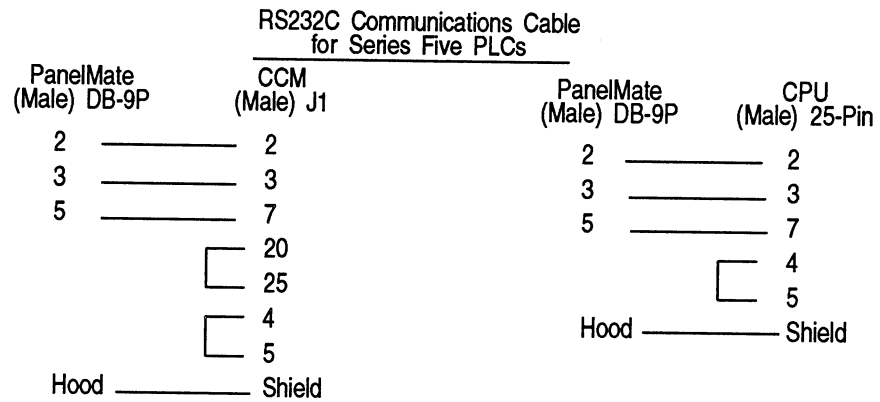 RS232C Communications Cable
for Series Five PLCs
PanelMate CCM
(Male) DB-9P (Male) J1
2 2
3 3
5 7
20
25
4
5
Hood Shield
PanelMate CPU
(Male) DB-9P (Male) 25-Pin
2 2
3 3
5 7
4
5
Hood Shield